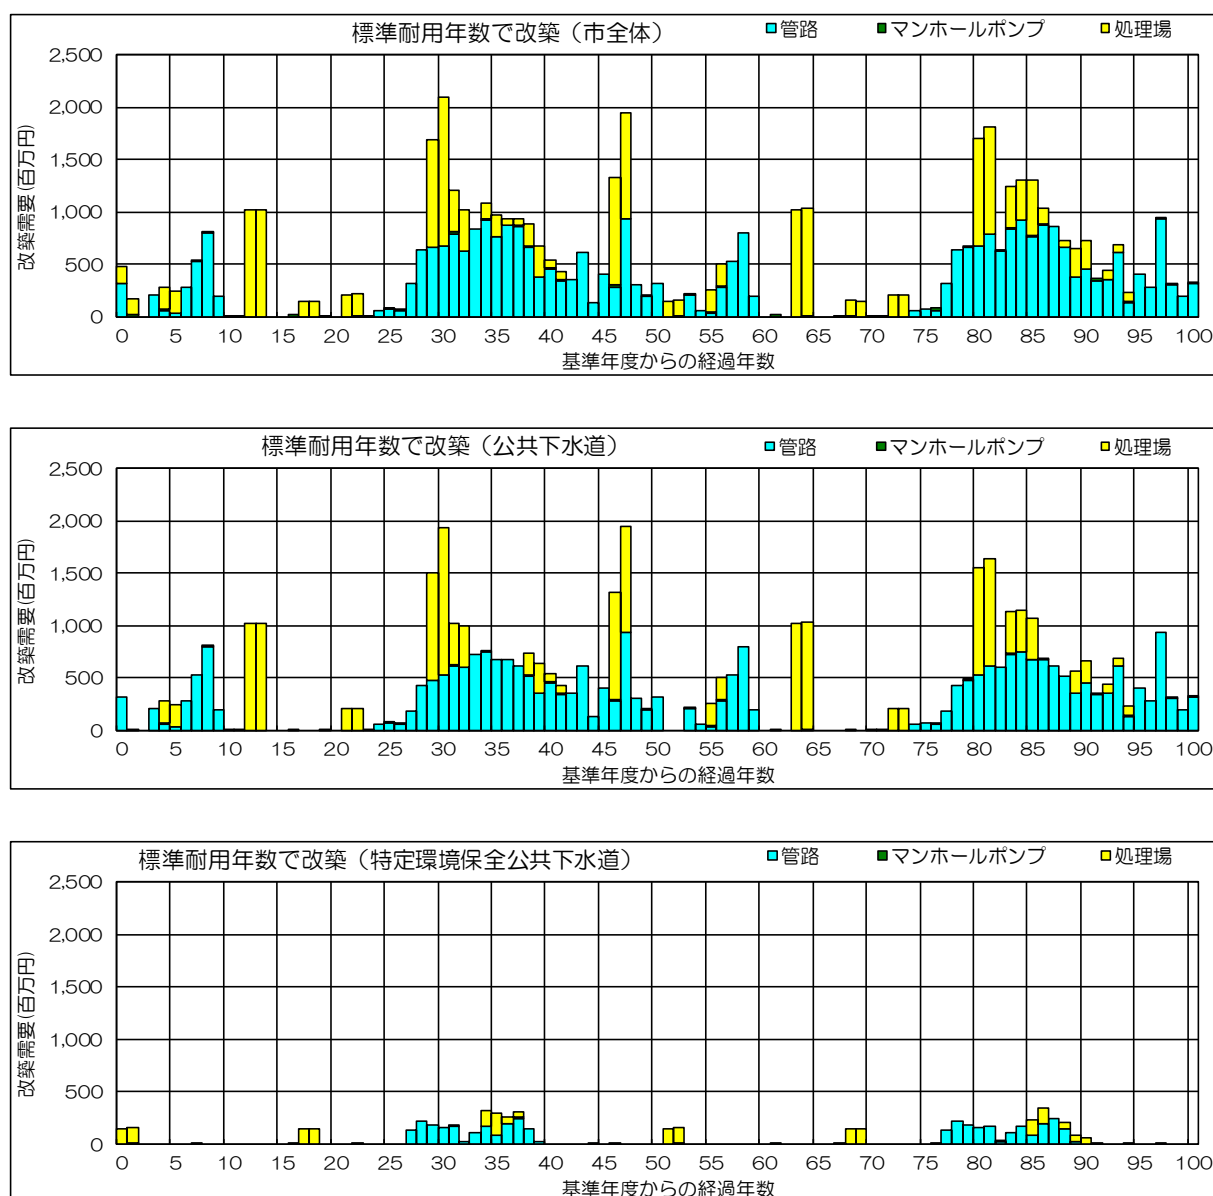 標準耐用年数で改築（市全体） 管路 マンホールポンプ 処理場
改築需要(百万円)
2,500
2,000
1,500
1,000
500
0
0 5 10 15 20 25 30 35 40 45 50 55 60 65 70 75 80 85 90 95 100
基準年度からの経過年数
標準耐用年数で改築（公共下水道） 管路 マンホールポンプ 処理場
改築需要(百万円)
2,500
2,000
1,500
1,000
500
0
0 5 10 15 20 25 30 35 40 45 50 55 60 65 70 75 80 85 90 95 100
基準年度からの経過年数
標準耐用年数で改築（特定環境保全公共下水道） 管路 マンホールポンプ 処理場
改築需要(百万円)
2,500
2,000
1,500
1,000
500
0
0 5 10 15 20 25 30 35 40 45 50 55 60 65 70 75 80 85 90 95 100
基準年度からの経過年数